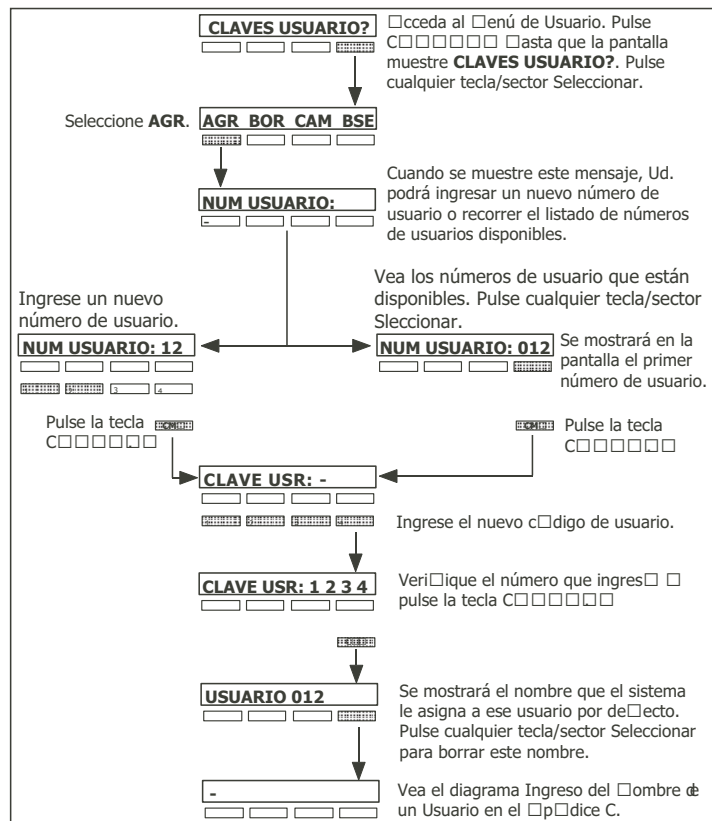 CLAVES USUARIO?
□cceda al □enú de Usuario. Pulse
C□□□□□□ □asta que la pantalla
muestre CLAVES USUARIO?. Pulse
cualquier tecla/sector Seleccionar.
Seleccione AGR.
AGR BOR CAM BSE
Cuando se muestre este mensaje, Ud.
podrá ingresar un nuevo número de
usuario o recorrer el listado de números
de usuarios disponibles.
NUM USUARIO:
-
Ingrese un nuevo
número de usuario.
NUM USUARIO: 12
3 4
Vea los números de usuario que están
disponibles. Pulse cualquier tecla/sector
Sleccionar.
NUM USUARIO: 012
Se mostrará en la
pantalla el primer
número de usuario.
Pulse la tecla
C□□□□□□
Pulse la tecla
C□□□□□□
CLAVE USR: -
Ingrese el nuevo c□digo de usuario.
CLAVE USR: 1 2 3 4
Veri□ique el número que ingres□ □
pulse la tecla C□□□□□□
USUARIO 012
Se mostrará el nombre que el sistema
le asigna a ese usuario por de□ecto.
Pulse cualquier tecla/sector Seleccionar
para borrar este nombre.
-
Vea el diagrama Ingreso del □ombre de
un Usuario en el □p□dice C.